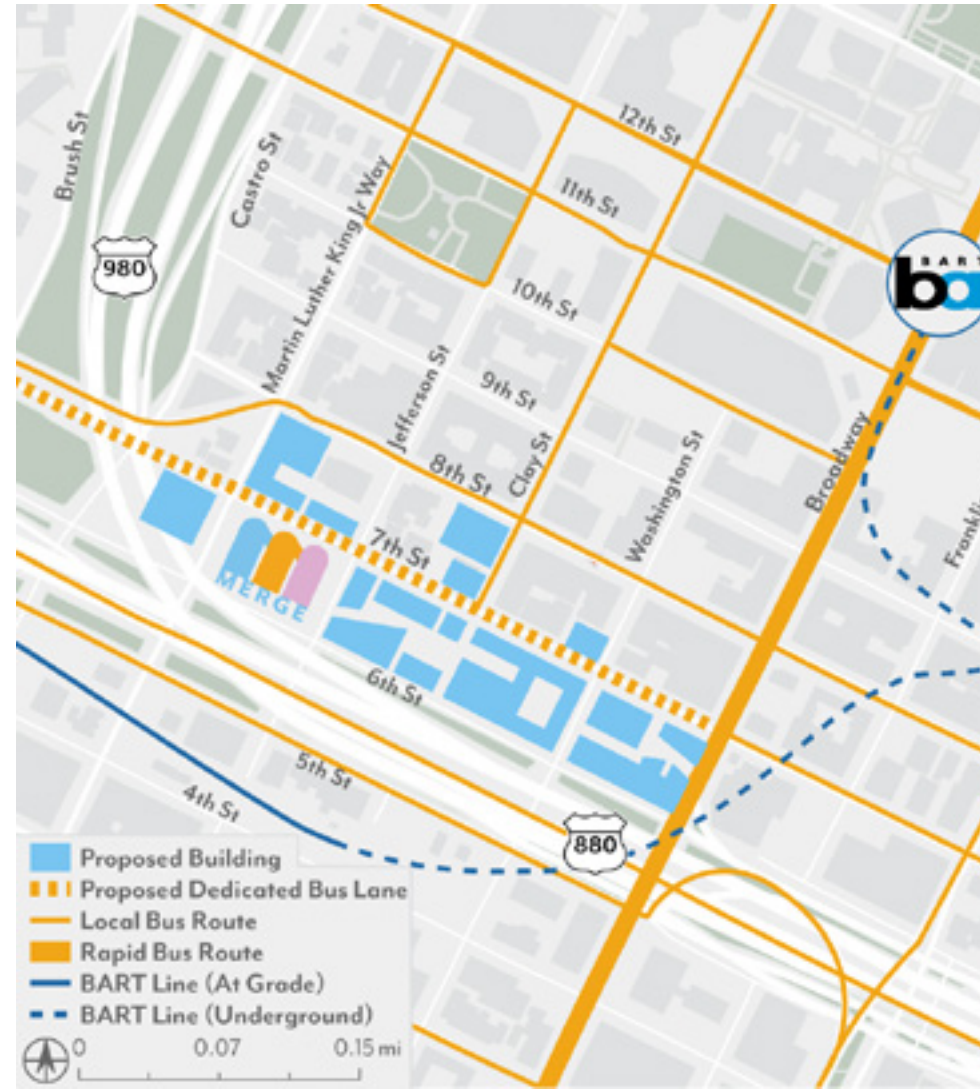 12th St
Brush St
Castro St
Martin Luther King Jr Way
11th St
BART
ba
980
10th St
9th St
Jefferson St
8th St
Clay St
Washington St
Broadway
Frankli
7th St
MERGE
6th St
5th St
4th St
880
Proposed Building
Proposed Dedicated Bus Lane
Local Bus Route
Rapid Bus Route
BART Line (At Grade)
BART Line (Underground)
0 0.07 0.15 mi